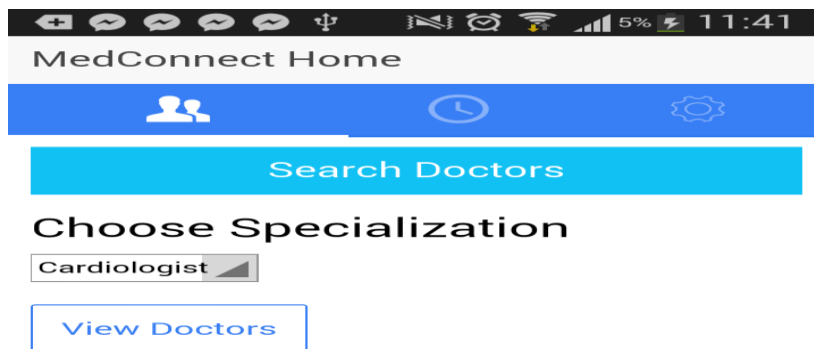 5% 11:41
MedConnect Home
Search Doctors
Choose Specialization
Cardiologist
View Doctors